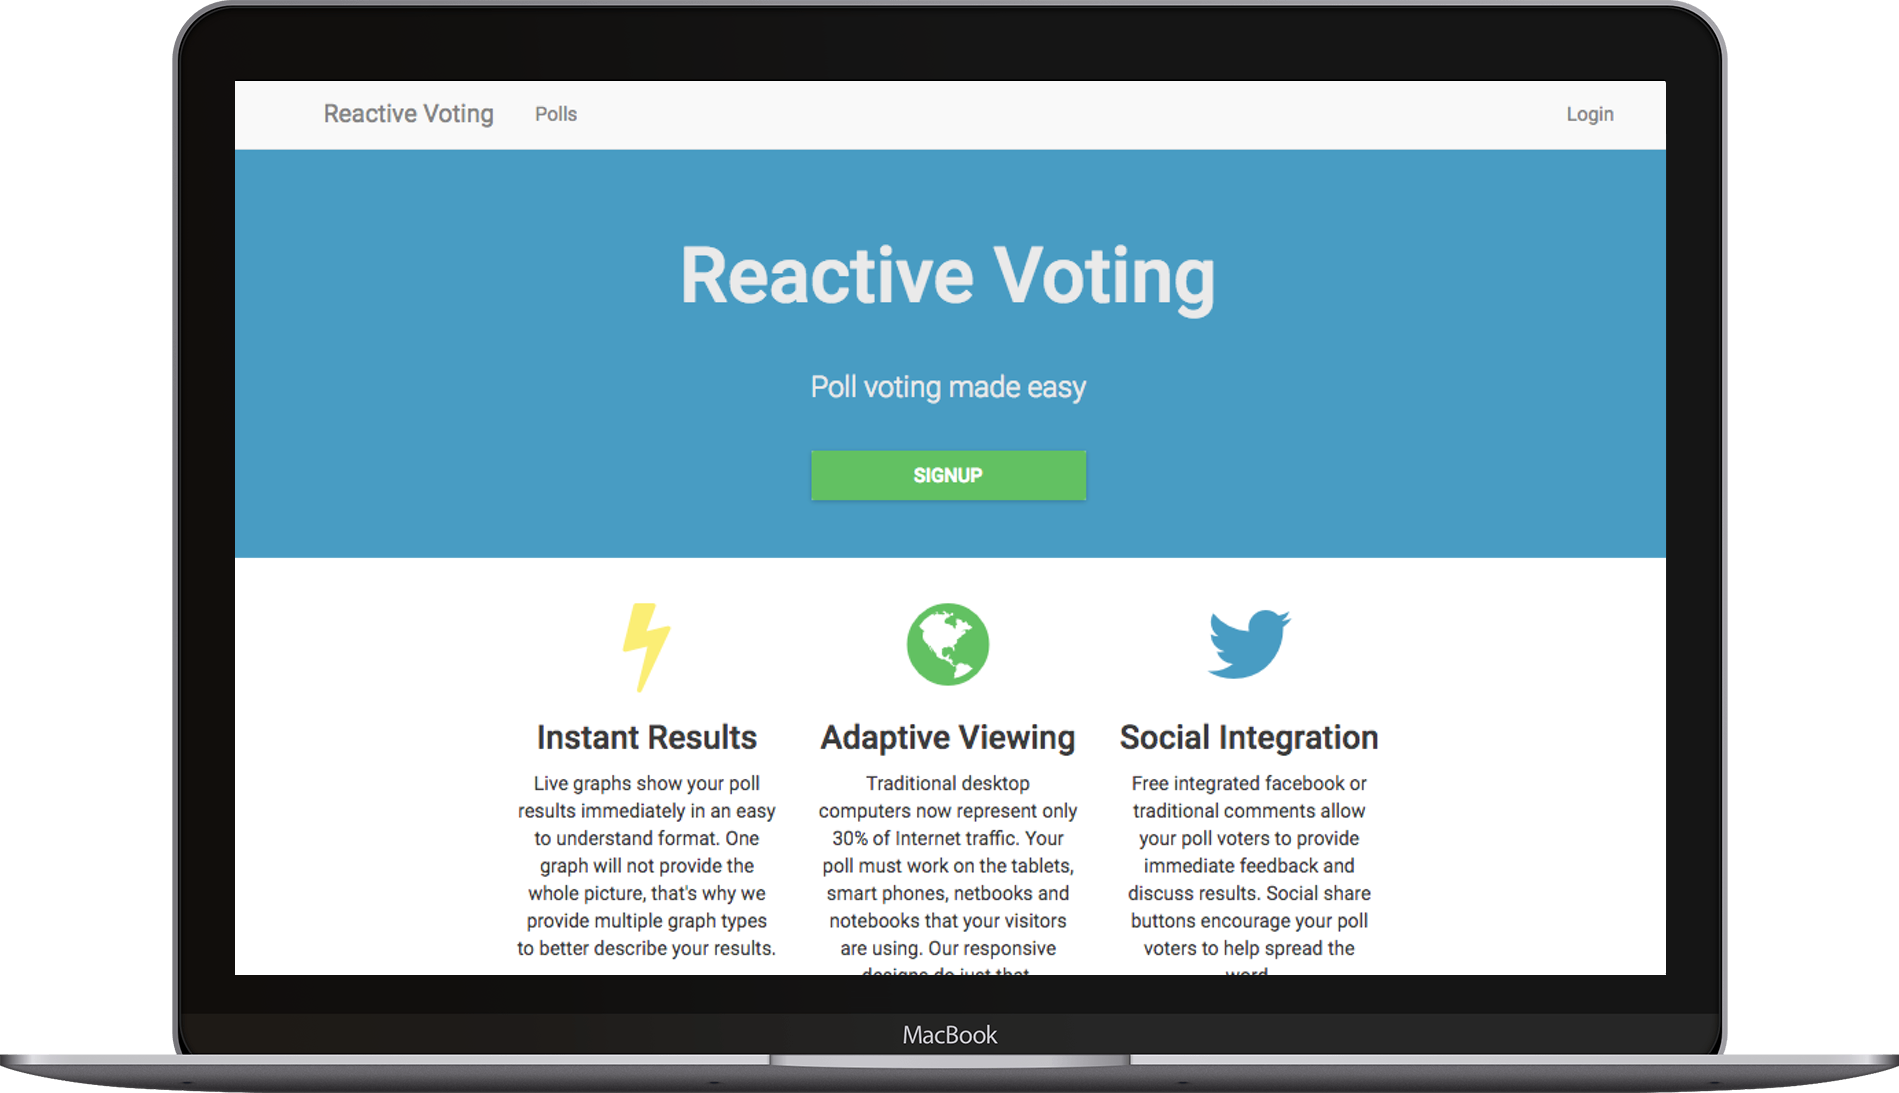 Reactive Voting
Polls
Login
Reactive Voting
Poll voting made easy
SIGNUP
Instant Results
Live graphs show your poll
results immediately in an easy
to understand format. One
graph will not provide the
whole picture, that's why we
provide multiple graph types
to better describe your results.
Adaptive Viewing
Traditional desktop
computers now represent only
30% of Internet traffic. Your
poll must work on the tablets,
smart phones, netbooks and
notebooks that your visitors
are using. Our responsive
designs do just that
Social Integration
Free integrated facebook or
traditional comments allow
your poll voters to provide
immediate feedback and
discuss results. Social share
buttons encourage your poll
voters to help spread the
word
MacBook